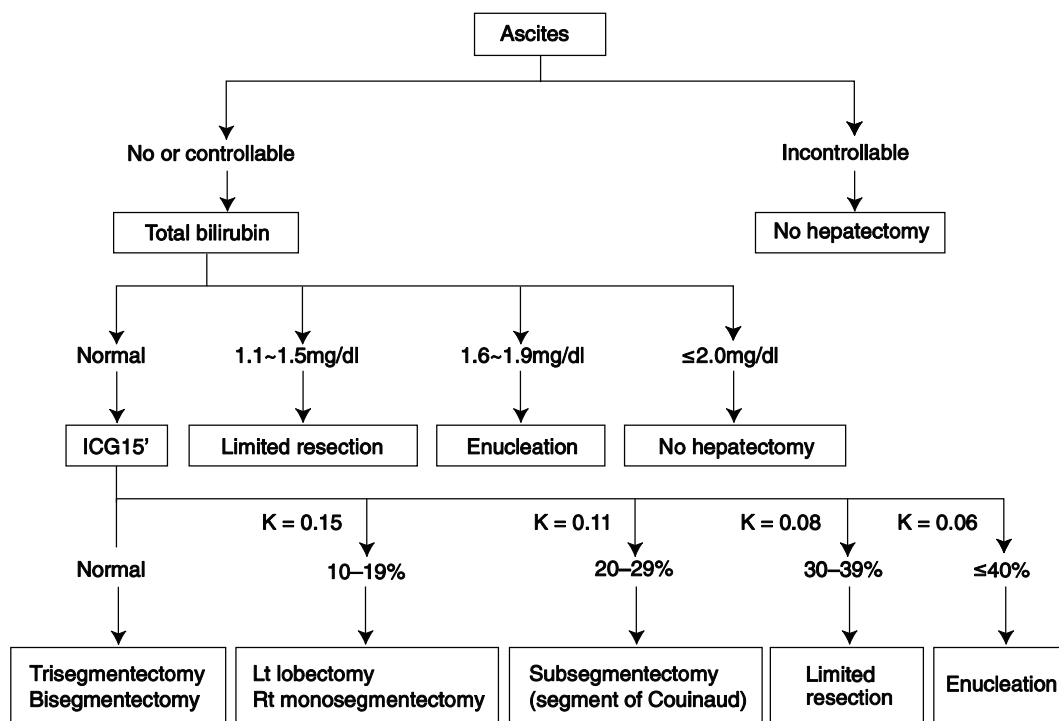 Ascites
No or controllable
Incontrollable
Total bilirubin
No hepatectomy
Normal
1.1~1.5mg/dl
1.6~1.9mg/dl
≤2.0mg/dl
ICG15’
Limited resection
Enucleation
No hepatectomy
K = 0.15
K = 0.11
K = 0.08
K = 0.06
Normal
10–19%
20–29%
30–39%
≤40%
Trisegmentectomy
Bisegmentectomy
Lt lobectomy
Rt monosegmentectomy
Subsegmentectomy
(segment of Couinaud)
Limited
resection
Enucleation